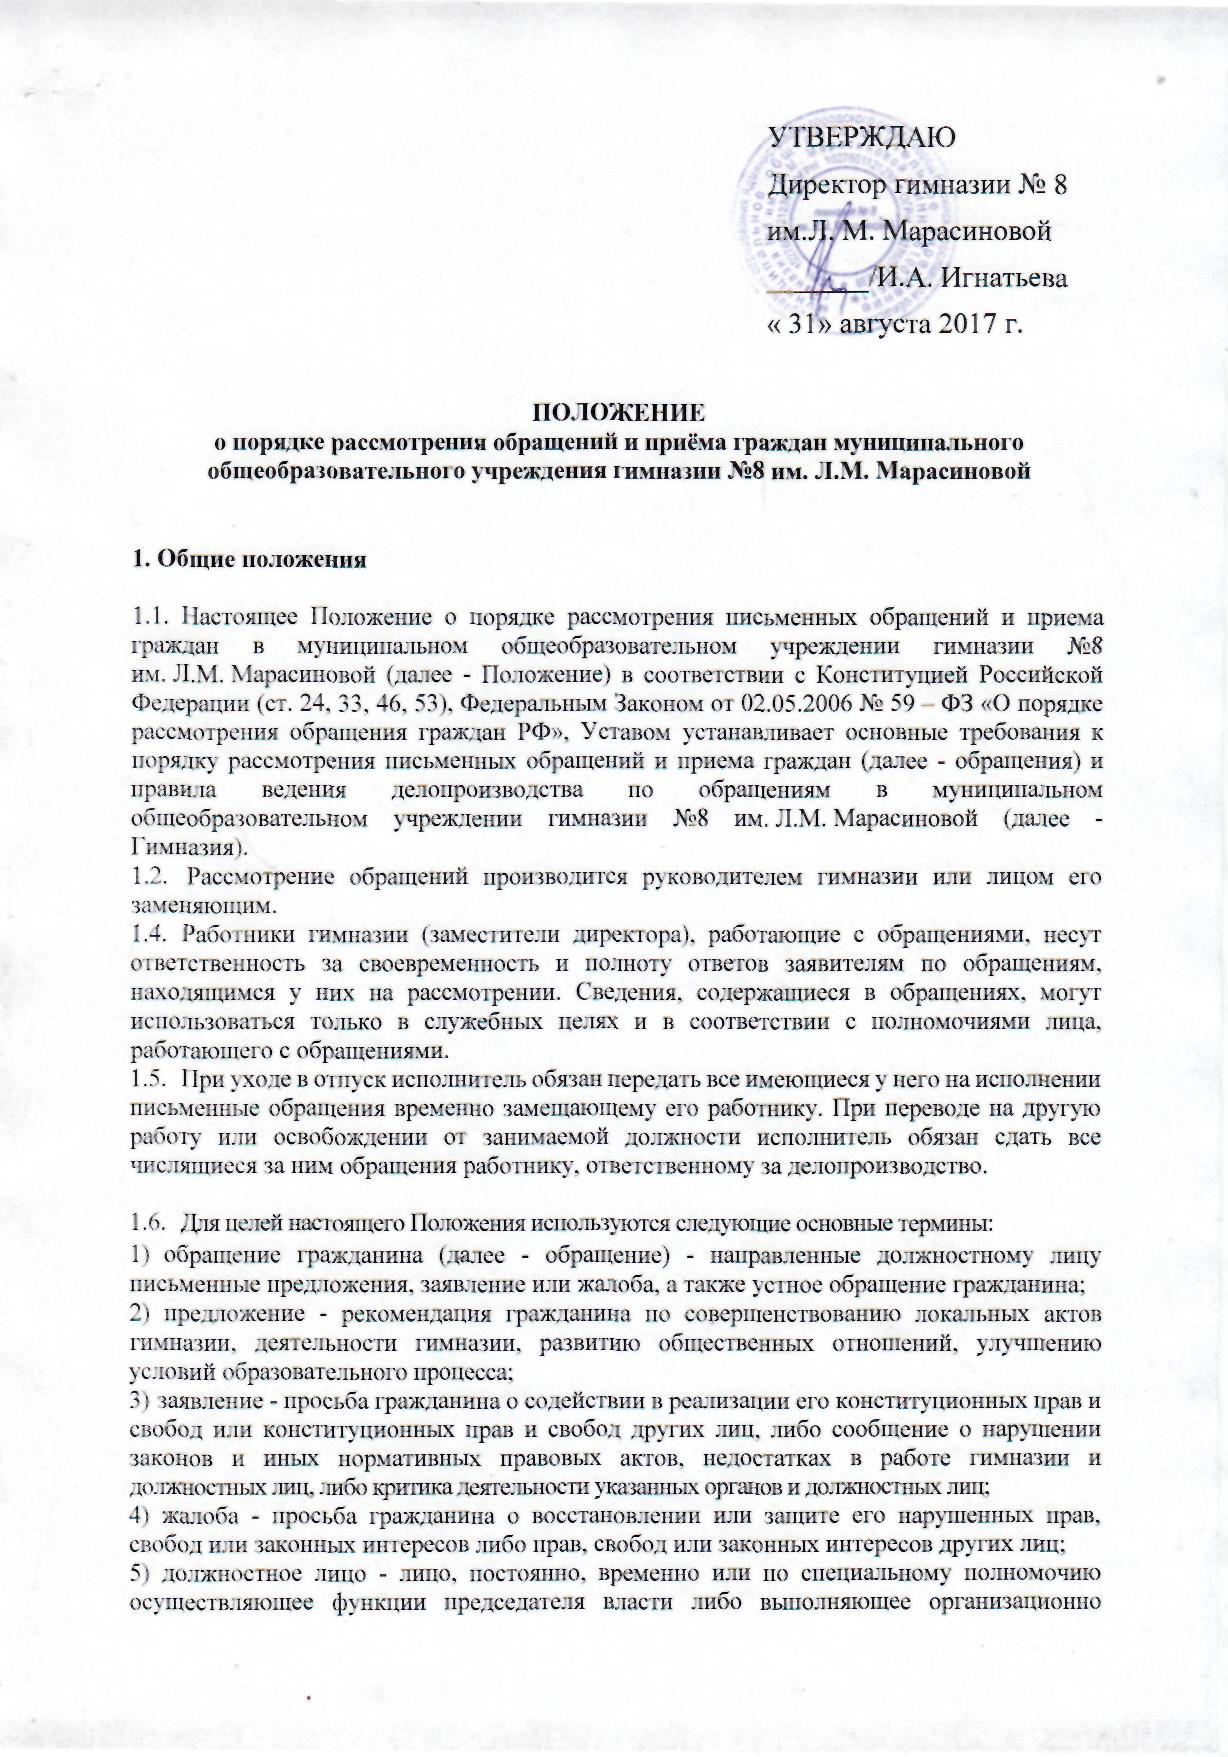 УТВЕРЖДАЮ
Директор гимназии № 8
им.Л. М. Марасиновой
_______/И.А. Игнатьева
« 31» августа 2017 г.
ПОЛОЖЕНИЕ
о порядке рассмотрения обращений и приёма граждан муниципального
общеобразовательного учреждения гимназии №8 им. Л.М. Марасиновой
1. Общие положения
1.1. Настоящее Положение о порядке рассмотрения письменных обращений и приема
граждан в муниципальном общеобразовательном учреждении гимназии №8
им. Л.М. Марасиновой (далее - Положение) в соответствии с Конституцией Российской
Федерации (ст. 24, 33, 46, 53), Федеральным Законом от 02.05.2006 № 59 – ФЗ «О порядке
рассмотрения обращения граждан РФ», Уставом устанавливает основные требования к
порядку рассмотрения письменных обращений и приема граждан (далее - обращения) и
правила ведения делопроизводства по обращениям в муниципальном
общеобразовательном учреждении гимназии №8 им. Л.М. Марасиновой (далее -
Гимназия).
1.2. Рассмотрение обращений производится руководителем гимназии или лицом его
заменяющим.
1.4. Работники гимназии (заместители директора), работающие с обращениями, несут
ответственность за своевременность и полноту ответов заявителям по обращениям,
находящимся у них на рассмотрении. Сведения, содержащиеся в обращениях, могут
использоваться только в служебных целях и в соответствии с полномочиями лица,
работающего с обращениями.
1.5. При уходе в отпуск исполнитель обязан передать все имеющиеся у него на исполнении
письменные обращения временно замещающему его работнику. При переводе на другую
работу или освобождении от занимаемой должности исполнитель обязан сдать все
числящиеся за ним обращения работнику, ответственному за делопроизводство.
1.6. Для целей настоящего Положения используются следующие основные термины:
1) обращение гражданина (далее - обращение) - направленные должностному лицу
письменные предложения, заявление или жалоба, а также устное обращение гражданина;
2) предложение - рекомендация гражданина по совершенствованию локальных актов
гимназии, деятельности гимназии, развитию общественных отношений, улучшению
условий образовательного процесса;
3) заявление - просьба гражданина о содействии в реализации его конституционных прав и
свобод или конституционных прав и свобод других лиц, либо сообщение о нарушении
законов и иных нормативных правовых актов, недостатках в работе гимназии и
должностных лиц, либо критика деятельности указанных органов и должностных лиц;
4) жалоба - просьба гражданина о восстановлении или защите его нарушенных прав,
свобод или законных интересов либо прав, свобод или законных интересов других лиц;
5) должностное лицо - лицо, постоянно, временно или по специальному полномочию
осуществляющее функции председателя власти либо выполняющее организационно